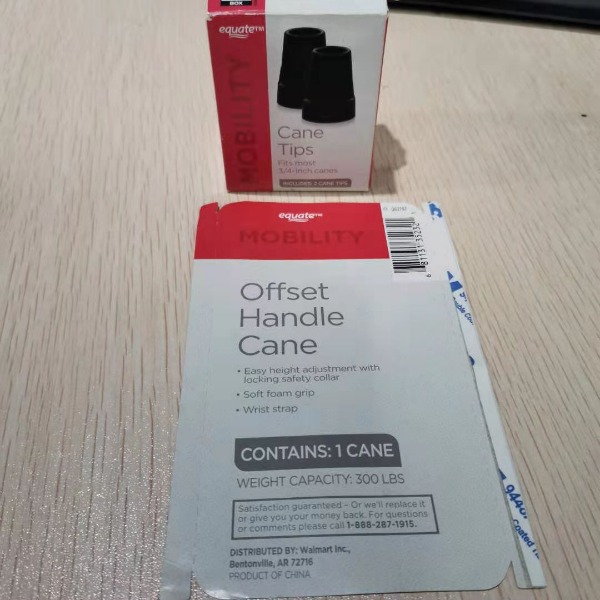 BOX
equate™
MOBILITY
Cane
Tips
Fits most
3/4-inch canes
INCLUDES 2 CANE TIPS
equate™
MOBILITY
Offset
Handle
Cane
• Easy height adjustment with
locking safety collar
• Soft foam grip
• Wrist strap
CONTAINS: 1 CANE
WEIGHT CAPACITY: 300 LBS
Satisfaction guaranteed – Or we'll replace it
or give you your money back. For questions
or comments please call 1-888-287-1915.
DISTRIBUTED BY: Walmart Inc.,
Bentonville, AR 72716
PRODUCT OF CHINA
Coated